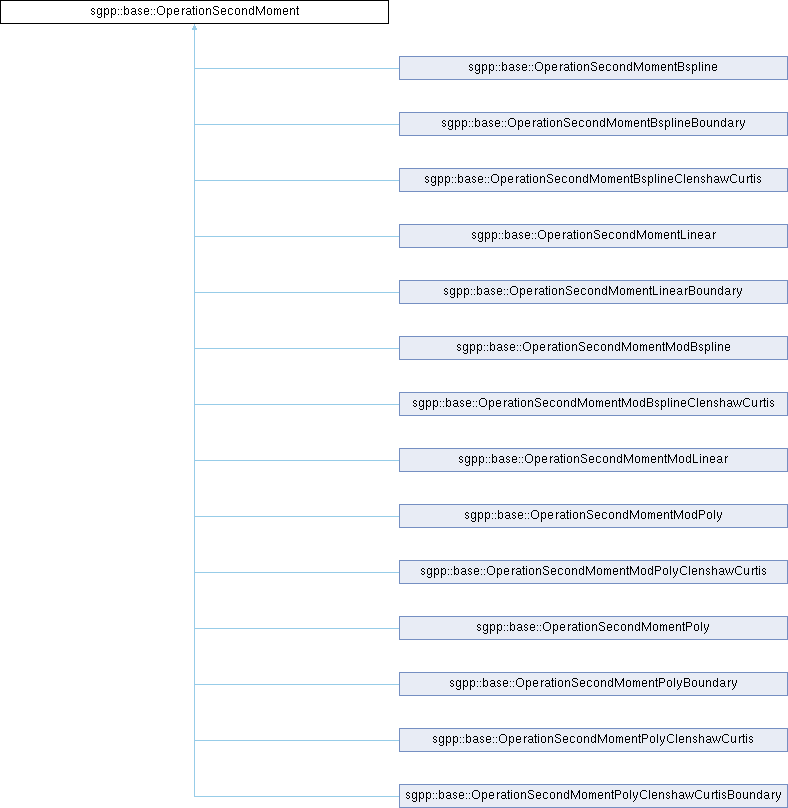 sgpp::base::OperationSecondMoment
sgpp::base::OperationSecondMomentBspline
sgpp::base::OperationSecondMomentBsplineBoundary
sgpp::base::OperationSecondMomentBsplineClenshawCurtis
sgpp::base::OperationSecondMomentLinear
sgpp::base::OperationSecondMomentLinearBoundary
sgpp::base::OperationSecondMomentModBspline
sgpp::base::OperationSecondMomentModBsplineClenshawCurtis
sgpp::base::OperationSecondMomentModLinear
sgpp::base::OperationSecondMomentModPoly
sgpp::base::OperationSecondMomentModPolyClenshawCurtis
sgpp::base::OperationSecondMomentPoly
sgpp::base::OperationSecondMomentPolyBoundary
sgpp::base::OperationSecondMomentPolyClenshawCurtis
sgpp::base::OperationSecondMomentPolyClenshawCurtisBoundary